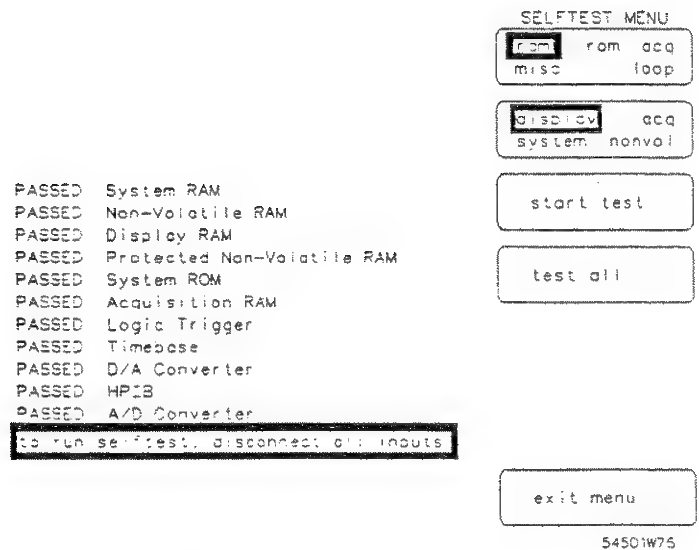 SELFTEST MENU
ram rom acq
misc loop
display acq
system nonvol
start test
test all
PASSED System RAM
PASSED Non-Volatile RAM
PASSED Display RAM
PASSED Protected Non-Volatile RAM
PASSED System ROM
PASSED Acquisition RAM
PASSED Logic Trigger
PASSED Timebase
PASSED D/A Converter
PASSED HPIB
PASSED A/D Converter
to run selftest, disconnect all inputs
exit menu
54501W75